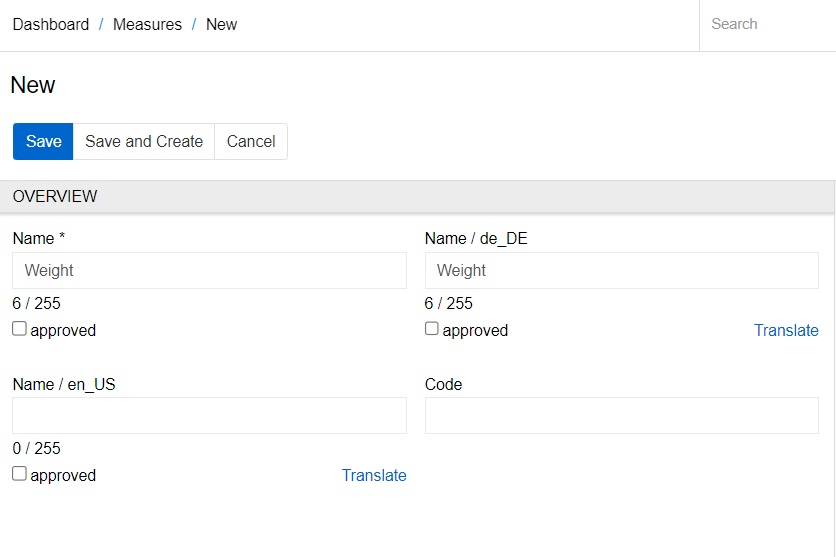 Dashboard / Measures / New
Search
New
Save
Save and Create
Cancel
OVERVIEW
Name *
Name / de_DE
Weight
Weight
6 / 255
6 / 255
approved
approved
Translate
Name / en_US
Code
0 / 255
approved
Translate